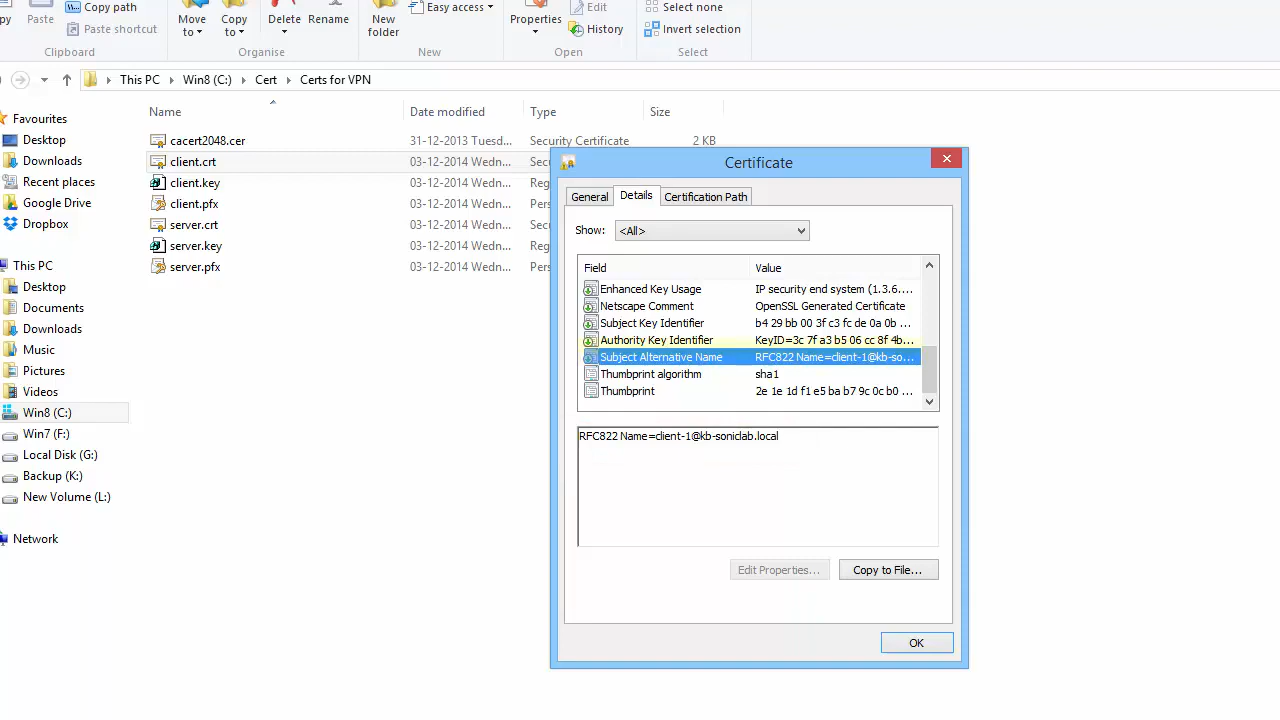 Copy path
Paste
Paste shortcut
Clipboard
Move to
Copy to
Delete
Rename
Organise
New folder
Easy access
New
Properties
Edit
History
Open
Select none
Invert selection
Select
This PC
Win8 (C:)
Cert
Certs for VPN
Name
Date modified
Type
Size
Favourites
Desktop
Downloads
Recent places
Google Drive
Dropbox
This PC
Desktop
Documents
Downloads
Music
Pictures
Videos
Win8 (C:)
Win7 (F:)
Local Disk (G:)
Backup (K:)
New Volume (L:)
Network
cacert2048.cer 31-12-2013 Tuesd... Security Certificate 2 KB
client.crt 03-12-2014 Wedn... Sec
client.key 03-12-2014 Wedn... Reg
client.pfx 03-12-2014 Wedn... Pers
server.crt 03-12-2014 Wedn... Sec
server.key 03-12-2014 Wedn... Reg
server.pfx 03-12-2014 Wedn... Pers
Certificate
General
Details
Certification Path
Show: <All>
Field Value
Enhanced Key Usage IP security end system (1.3.6....
Netscape Comment OpenSSL Generated Certificate
Subject Key Identifier b4 29 bb 00 3f c3 fc de 0a 0b ...
Authority Key Identifier KeyID=3c 7f a3 b5 06 cc 8f 4b...
Subject Alternative Name RFC822 Name=client-1@kb-so...
Thumbprint algorithm sha1
Thumbprint 2e 1e 1d f1 e5 ba b7 9c 0c b0 ...
RFC822 Name=client-1@kb-soniclab.local
Edit Properties...
Copy to File...
OK